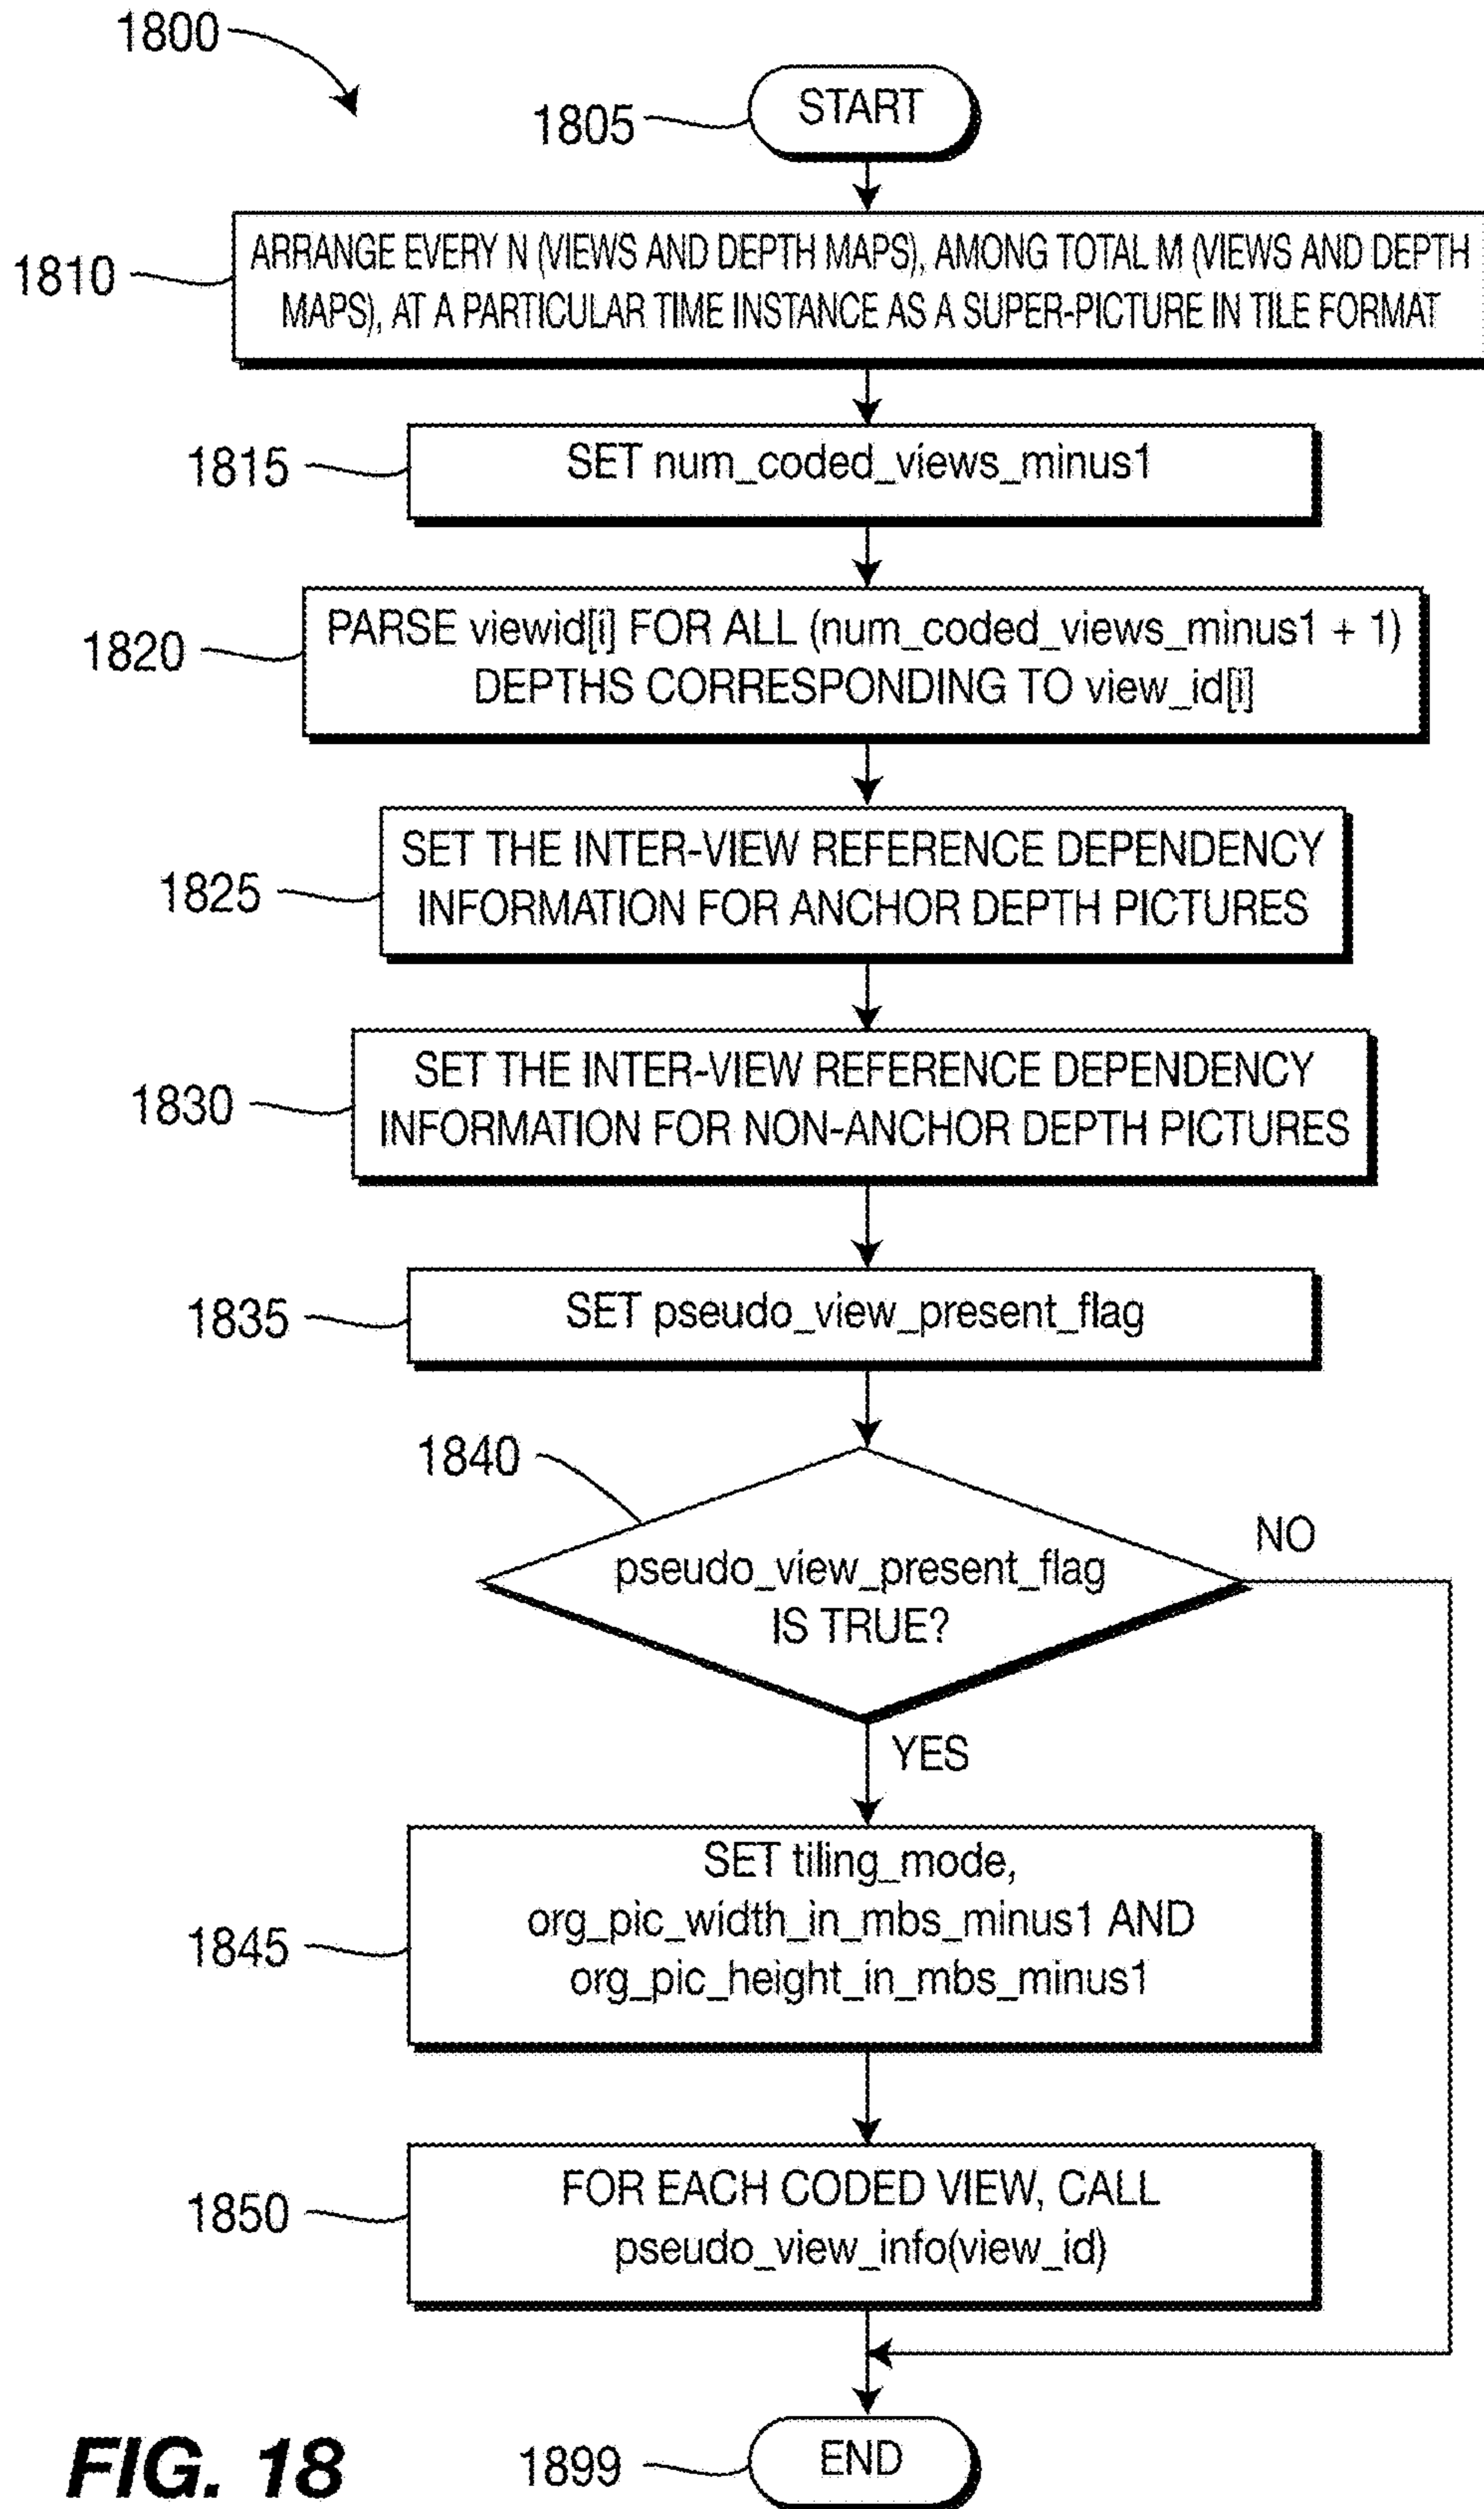 1800
1805
START
1810
ARRANGE EVERY N (VIEWS AND DEPTH MAPS), AMONG TOTAL M (VIEWS AND DEPTH
MAPS), AT A PARTICULAR TIME INSTANCE AS A SUPER-PICTURE IN TILE FORMAT
1815
SET num_coded_views_minus1
1820
PARSE viewid[i] FOR ALL (num_coded_views_minus1 + 1)
DEPTHS CORRESPONDING TO view_id[i]
1825
SET THE INTER-VIEW REFERENCE DEPENDENCY
INFORMATION FOR ANCHOR DEPTH PICTURES
1830
SET THE INTER-VIEW REFERENCE DEPENDENCY
INFORMATION FOR NON-ANCHOR DEPTH PICTURES
1835
SET pseudo_view_present_flag
1840
pseudo_view_present_flag
IS TRUE?
NO
YES
1845
SET tiling_mode,
org_pic_width_in_mbs_minus1 AND
org_pic_height_in_mbs_minus1
1850
FOR EACH CODED VIEW, CALL
pseudo_view_info(view_id)
1899
END
FIG. 18